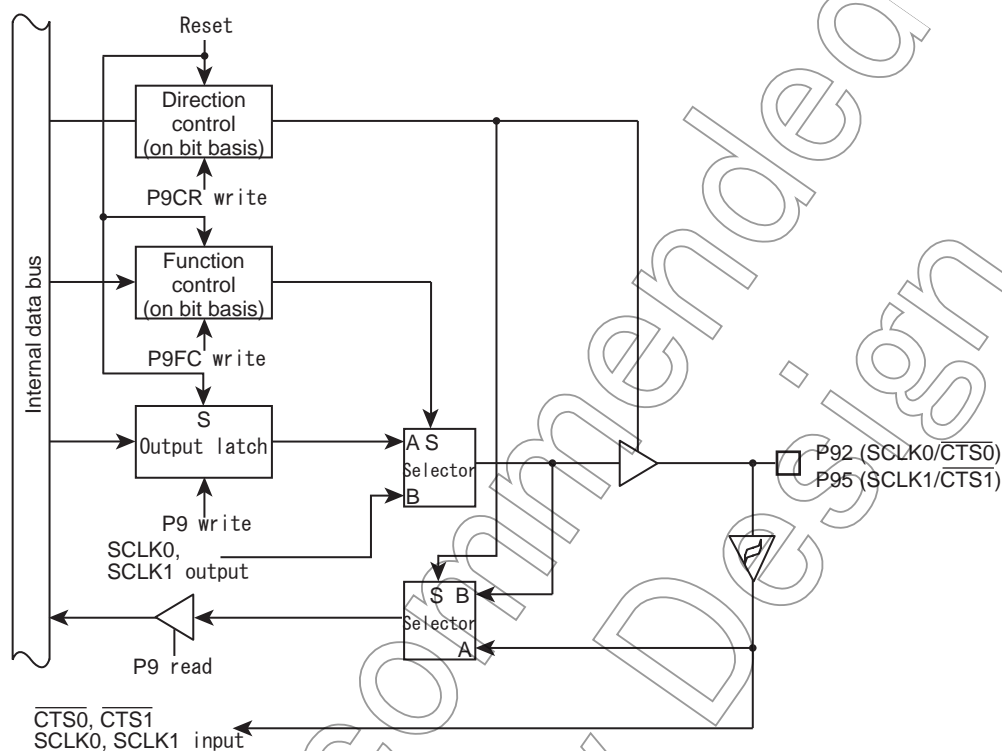 Reset
Direction
control
(on bit basis)
P9CR write
Function
control
(on bit basis)
P9FC write
Internal data bus
S
Output latch
P9 write
A S
Selector
B
SCLK0,
SCLK1 output
P92 (SCLK0/CTS0)
P95 (SCLK1/CTS1)
S B
Selector
A
P9 read
CTS0, CTS1
SCLK0, SCLK1 input
ommended
Design